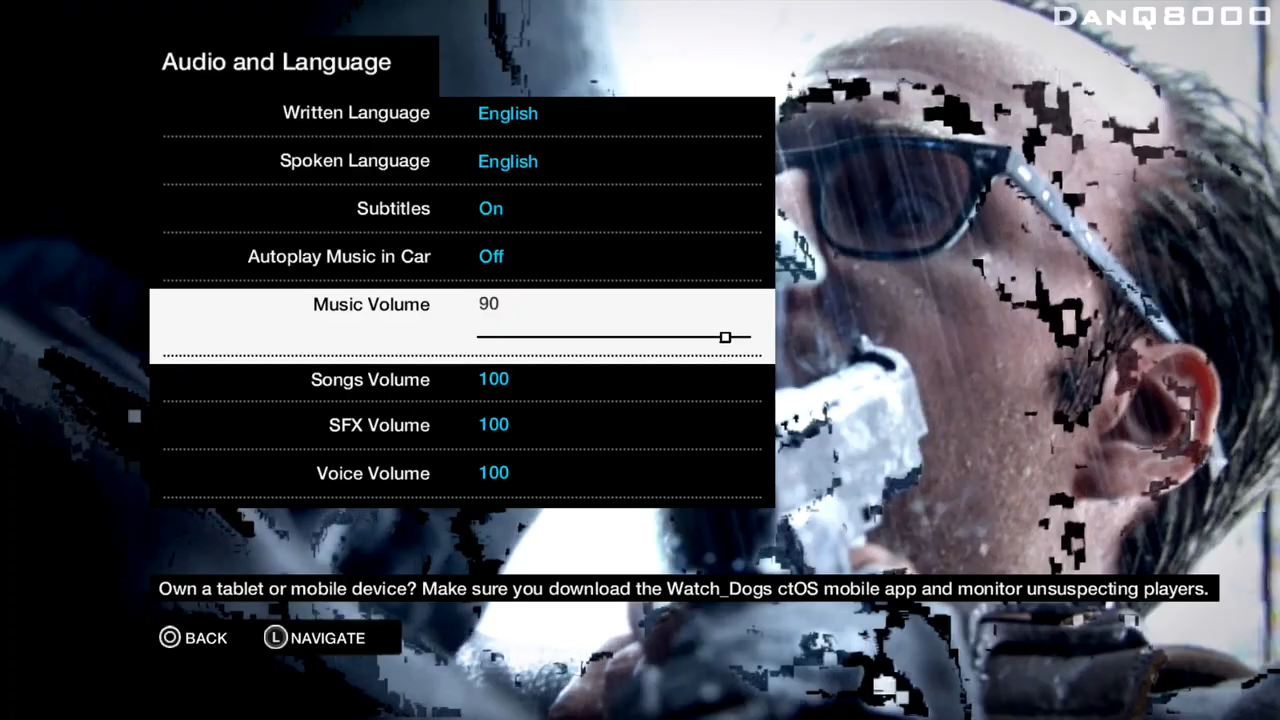 DanQ8000
Audio and Language
Written Language English
Spoken Language English
Subtitles On
Autoplay Music in Car Off
Music Volume 90
Songs Volume 100
SFX Volume 100
Voice Volume 100
Own a tablet or mobile device? Make sure you download the Watch_Dogs ctOS mobile app and monitor unsuspecting players.
BACK L NAVIGATE